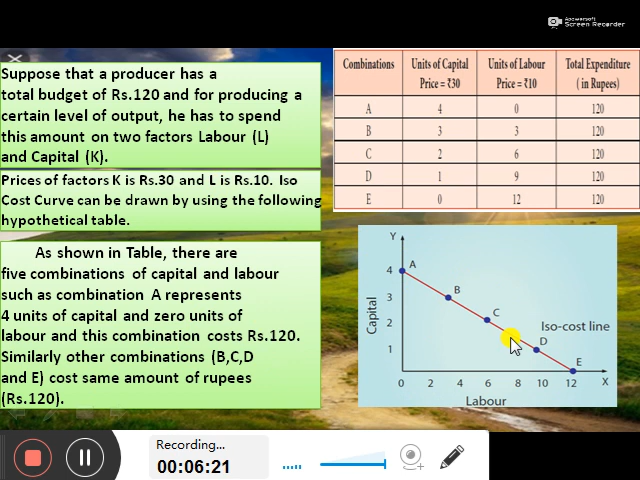 Apowersoft
Screen Recorder
Suppose that a producer has a
total budget of Rs.120 and for producing a
certain level of output, he has to spend
this amount on two factors Labour (L)
and Capital (K).
Prices of factors K is Rs.30 and L is Rs.10. Iso
Cost Curve can be drawn by using the following
hypothetical table.
As shown in Table, there are
five combinations of capital and labour
such as combination A represents
4 units of capital and zero units of
labour and this combination costs Rs.120.
Similarly other combinations (B,C,D
and E) cost same amount of rupees
(Rs.120).
Combinations Units of Capital Units of Labour Total Expenditure
Price = ₹30 Price = ₹10 ( in Rupees)
A 4 0 120
B 3 3 120
C 2 6 120
D 1 9 120
E 0 12 120
Y
4 A
3 B
2 C
Iso-cost line
1 D
E
0 2 4 6 8 10 12 X
Capital
Labour
Recording...
00:06:21